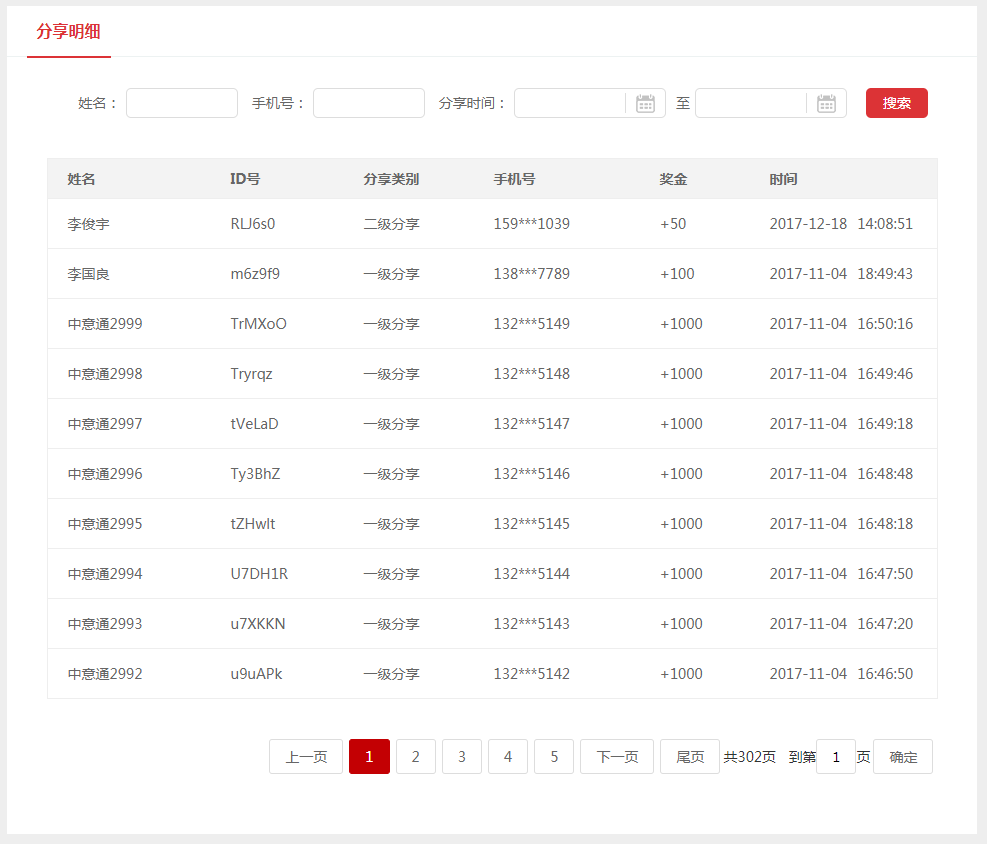 分享明细
姓名： 手机号： 分享时间： 至 搜索
姓名 ID号 分享类别 手机号 奖金 时间
李俊宇 RLJ6s0 二级分享 159***1039 +50 2017-12-18 14:08:51
李国良 m6z9f9 一级分享 138***7789 +100 2017-11-04 18:49:43
中意通2999 TrMXoO 一级分享 132***5149 +1000 2017-11-04 16:50:16
中意通2998 Tryrqz 一级分享 132***5148 +1000 2017-11-04 16:49:46
中意通2997 tVeLaD 一级分享 132***5147 +1000 2017-11-04 16:49:18
中意通2996 Ty3BhZ 一级分享 132***5146 +1000 2017-11-04 16:48:48
中意通2995 tZHwIt 一级分享 132***5145 +1000 2017-11-04 16:48:18
中意通2994 U7DH1R 一级分享 132***5144 +1000 2017-11-04 16:47:50
中意通2993 u7XKKN 一级分享 132***5143 +1000 2017-11-04 16:47:20
中意通2992 u9uAPk 一级分享 132***5142 +1000 2017-11-04 16:46:50
上一页 1 2 3 4 5 下一页 尾页 共302页 到第 1 页 确定